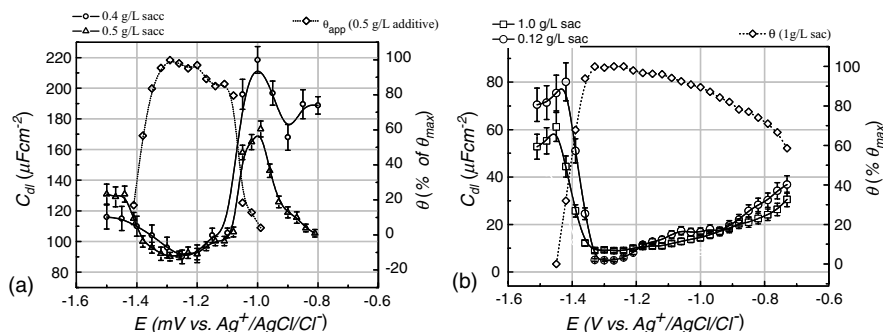 0.4 g/L sacc
0.5 g/L sacc
θapp (0.5 g/L additive)
220
200
180
160
140
120
100
80
Cdl (μFcm-2)
100
80
60
40
20
0
-20
θ (% of θmax)
(a)
-1.6
-1.4
-1.2
-1.0
-0.8
-0.6
E (mV vs. Ag+/AgCl/Cl-)
1.0 g/L sac
0.12 g/L sac
θ (1g/L sac)
80
60
40
20
0
Cdl (μFcm-2)
100
80
60
40
20
0
θ (% θmax)
(b)
-1.6
-1.4
-1.2
-1.0
-0.8
-0.6
E (V vs. Ag+/AgCl/Cl-)